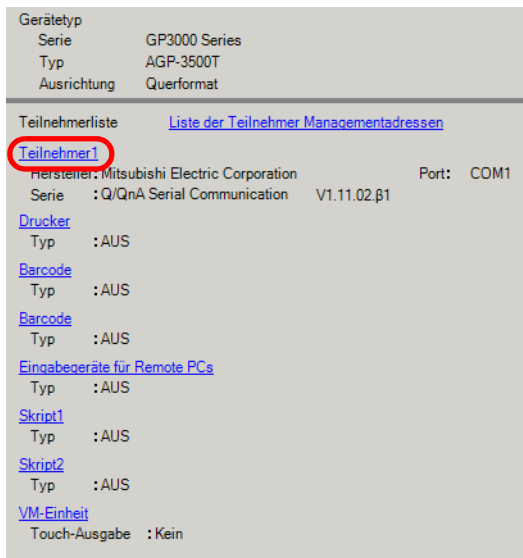 Gerätetyp
Serie GP3000 Series
Typ AGP-3500T
Ausrichtung Querformat
Teilnehmerliste Liste der Teilnehmer Managementadressen
Teilnehmer1
Hersteller: Mitsubishi Electric Corporation Port: COM1
Serie : Q/QnA Serial Communication V1.11.02.β1
Drucker
Typ : AUS
Barcode
Typ : AUS
Barcode
Typ : AUS
Eingabegeräte für Remote PCs
Typ : AUS
Skript1
Typ : AUS
Skript2
Typ : AUS
VM-Einheit
Touch-Ausgabe : Kein